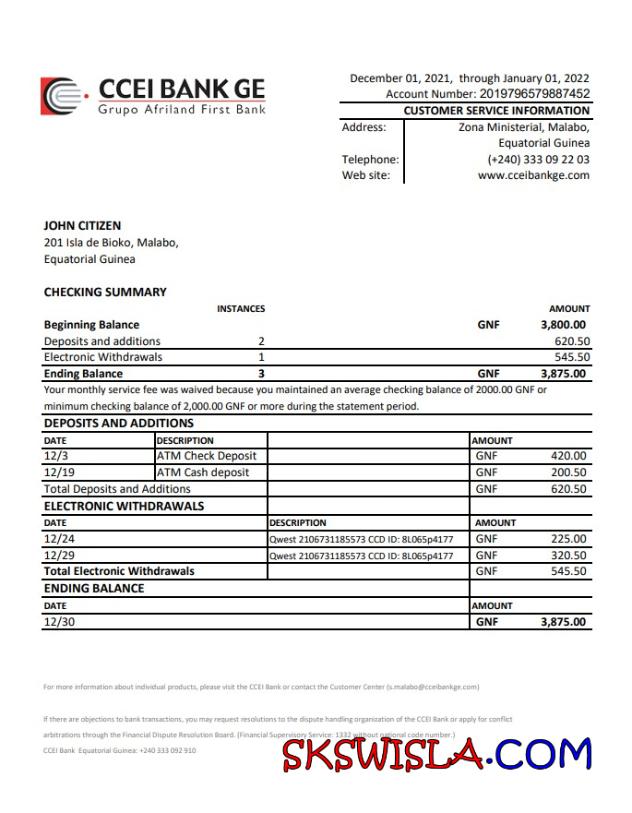 CCEI BANK GE
Grupo Afriland First Bank
December 01, 2021, through January 01, 2022
Account Number: 2019796579887452
CUSTOMER SERVICE INFORMATION
Address: Zona Ministerial, Malabo,
Equatorial Guinea
Telephone: (+240) 333 09 22 03
Web site: www.cceibankge.com
JOHN CITIZEN
201 Isla de Bioko, Malabo,
Equatorial Guinea
CHECKING SUMMARY
INSTANCES AMOUNT
Beginning Balance GNF 3,800.00
Deposits and additions 2 620.50
Electronic Withdrawals 1 545.50
Ending Balance 3 GNF 3,875.00
Your monthly service fee was waived because you maintained an average checking balance of 2000.00 GNF or
minimum checking balance of 2,000.00 GNF or more during the statement period.
DEPOSITS AND ADDITIONS
DATE DESCRIPTION AMOUNT
12/3 ATM Check Deposit GNF 420.00
12/19 ATM Cash deposit GNF 200.50
Total Deposits and Additions GNF 620.50
ELECTRONIC WITHDRAWALS
DATE DESCRIPTION AMOUNT
12/24 Qwest 2106731185573 CCD ID: 8L065p4177 GNF 225.00
12/29 Qwest 2106731185573 CCD ID: 8L065p4177 GNF 320.50
Total Electronic Withdrawals GNF 545.50
ENDING BALANCE
DATE AMOUNT
12/30 GNF 3,875.00
For more information about individual products, please visit the CCEI Bank or contact the Customer Center (s.malabo@cceibankge.com)
If there are objections to bank transactions, you may request resolutions to the dispute handling organization of the CCEI Bank or apply for conflict
arbitrations through the Financial Dispute Resolution Board. (Financial Supervisory Service: 1332 without national code number.)
CCEI Bank Equatorial Guinea: +240 333 092 910
SKSWISLA.COM